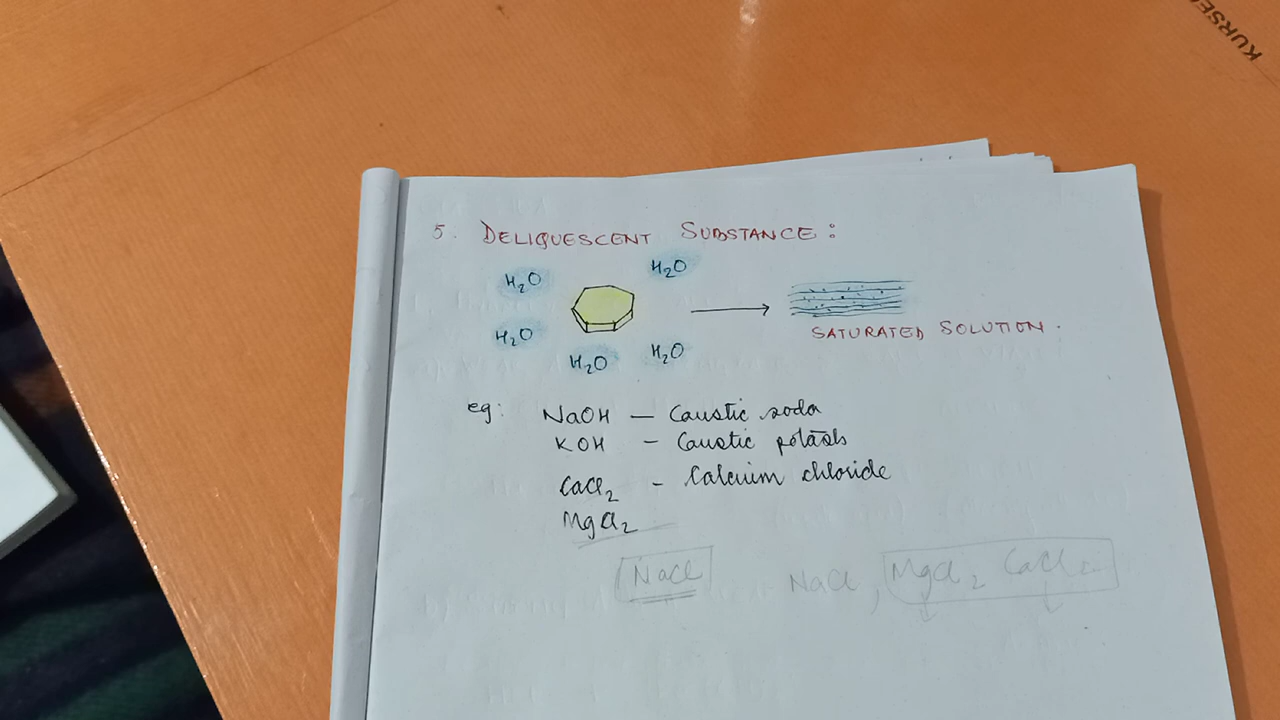 KURSE
5. DELIQUESCENT SUBSTANCE:
H₂O H₂O
H₂O
H₂O H₂O
SATURATED SOLUTION.
eg: NaOH — Caustic soda
KOH – Caustic potash
CaCl₂ – Calcium chloride
MgCl₂
NaCl NaCl, MgCl₂ CaCl₂